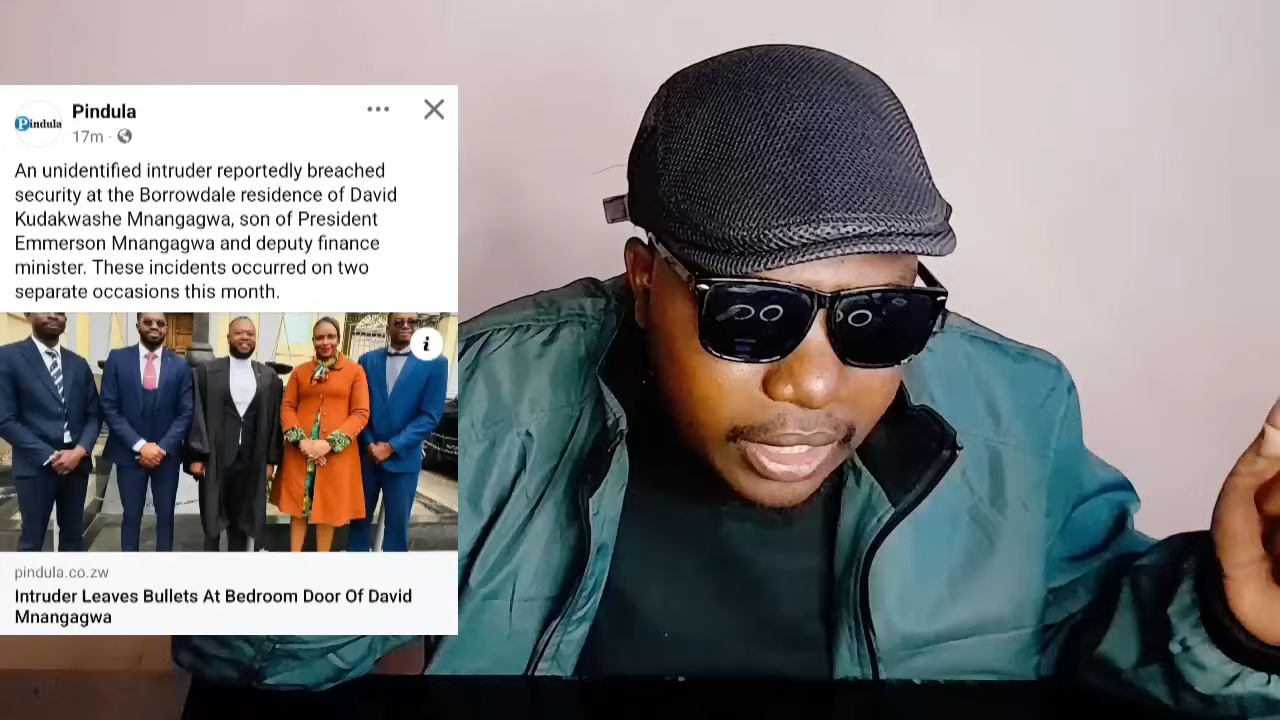 Pindula
Pindula
17m ·
An unidentified intruder reportedly breached
security at the Borrowdale residence of David
Kudakwashe Mnangagwa, son of President
Emmerson Mnangagwa and deputy finance
minister. These incidents occurred on two
separate occasions this month.
i
pindula.co.zw
Intruder Leaves Bullets At Bedroom Door Of David
Mnangagwa